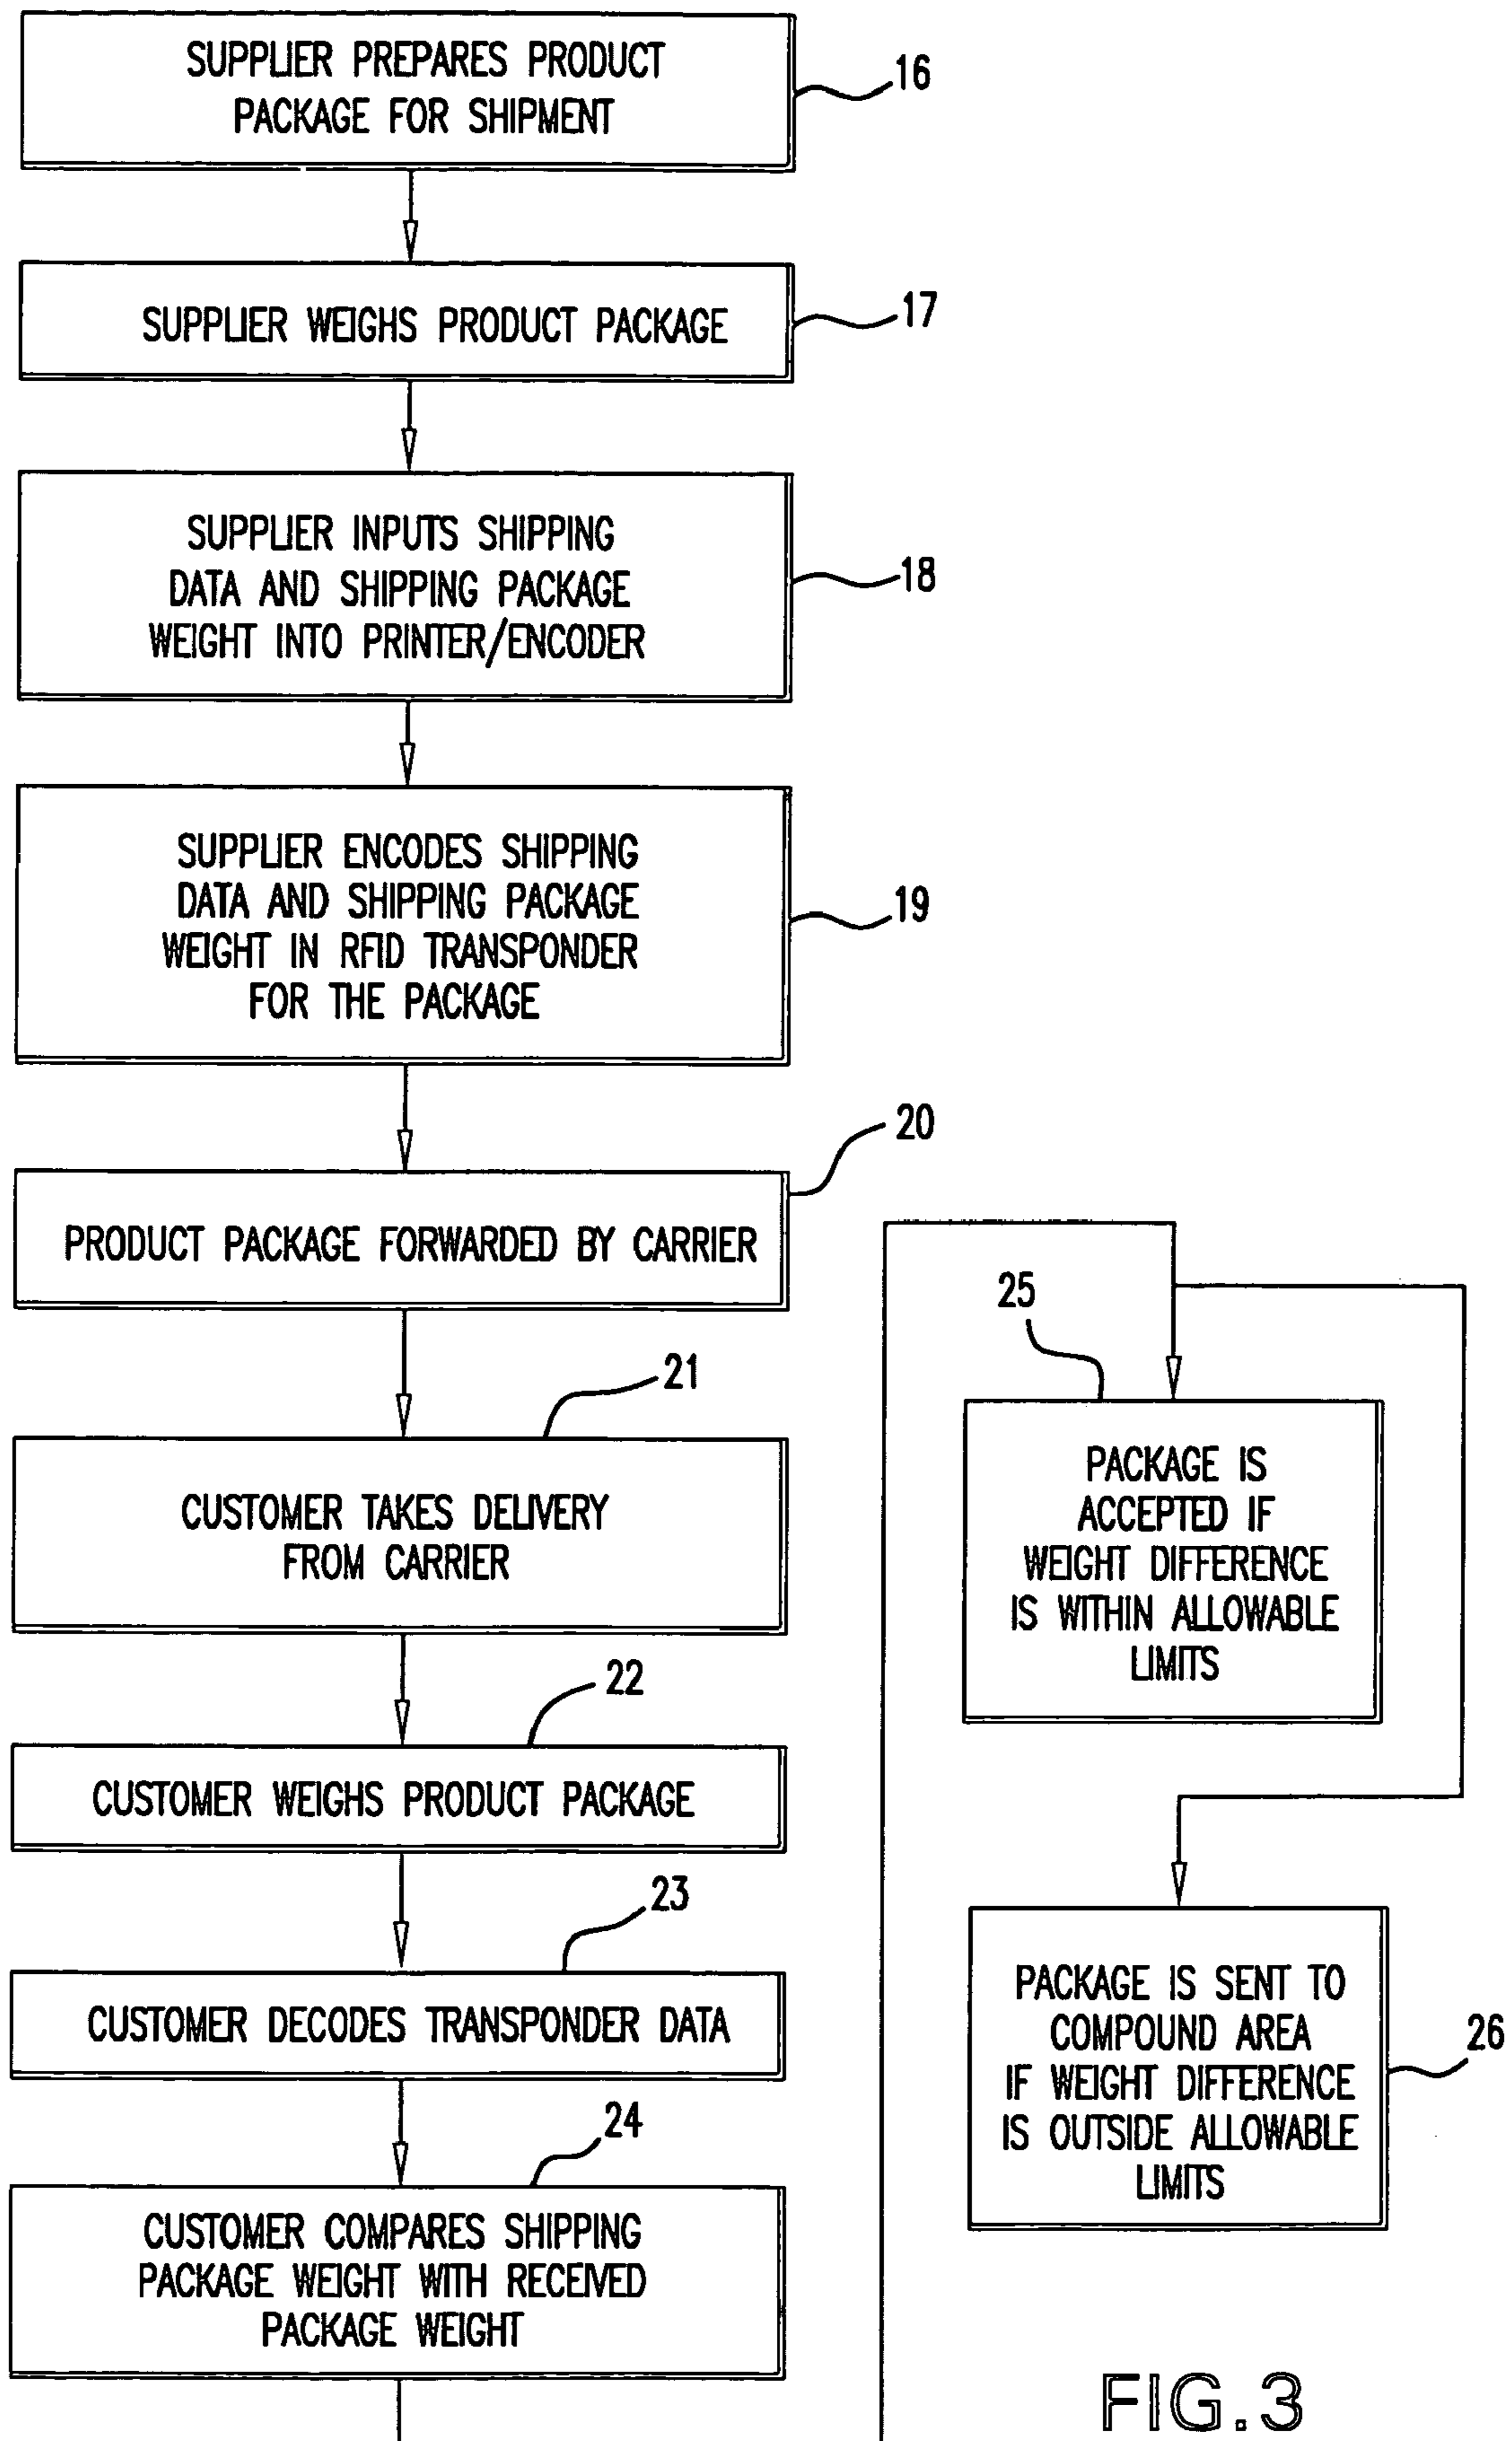 SUPPLIER PREPARES PRODUCT
PACKAGE FOR SHIPMENT
16
SUPPLIER WEIGHS PRODUCT PACKAGE
17
SUPPLIER INPUTS SHIPPING
DATA AND SHIPPING PACKAGE
WEIGHT INTO PRINTER/ENCODER
18
SUPPLIER ENCODES SHIPPING
DATA AND SHIPPING PACKAGE
WEIGHT IN RFID TRANSPONDER
FOR THE PACKAGE
19
PRODUCT PACKAGE FORWARDED BY CARRIER
20
CUSTOMER TAKES DELIVERY
FROM CARRIER
21
CUSTOMER WEIGHS PRODUCT PACKAGE
22
CUSTOMER DECODES TRANSPONDER DATA
23
CUSTOMER COMPARES SHIPPING
PACKAGE WEIGHT WITH RECEIVED
PACKAGE WEIGHT
24
25
PACKAGE IS
ACCEPTED IF
WEIGHT DIFFERENCE
IS WITHIN ALLOWABLE
LIMITS
PACKAGE IS SENT TO
COMPOUND AREA
IF WEIGHT DIFFERENCE
IS OUTSIDE ALLOWABLE
LIMITS
26
FIG.3